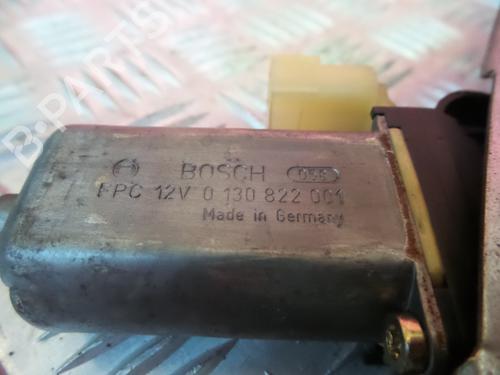 BOSCH
FPC 12V 0 130 822 001
Made in Germany
B-PARTS